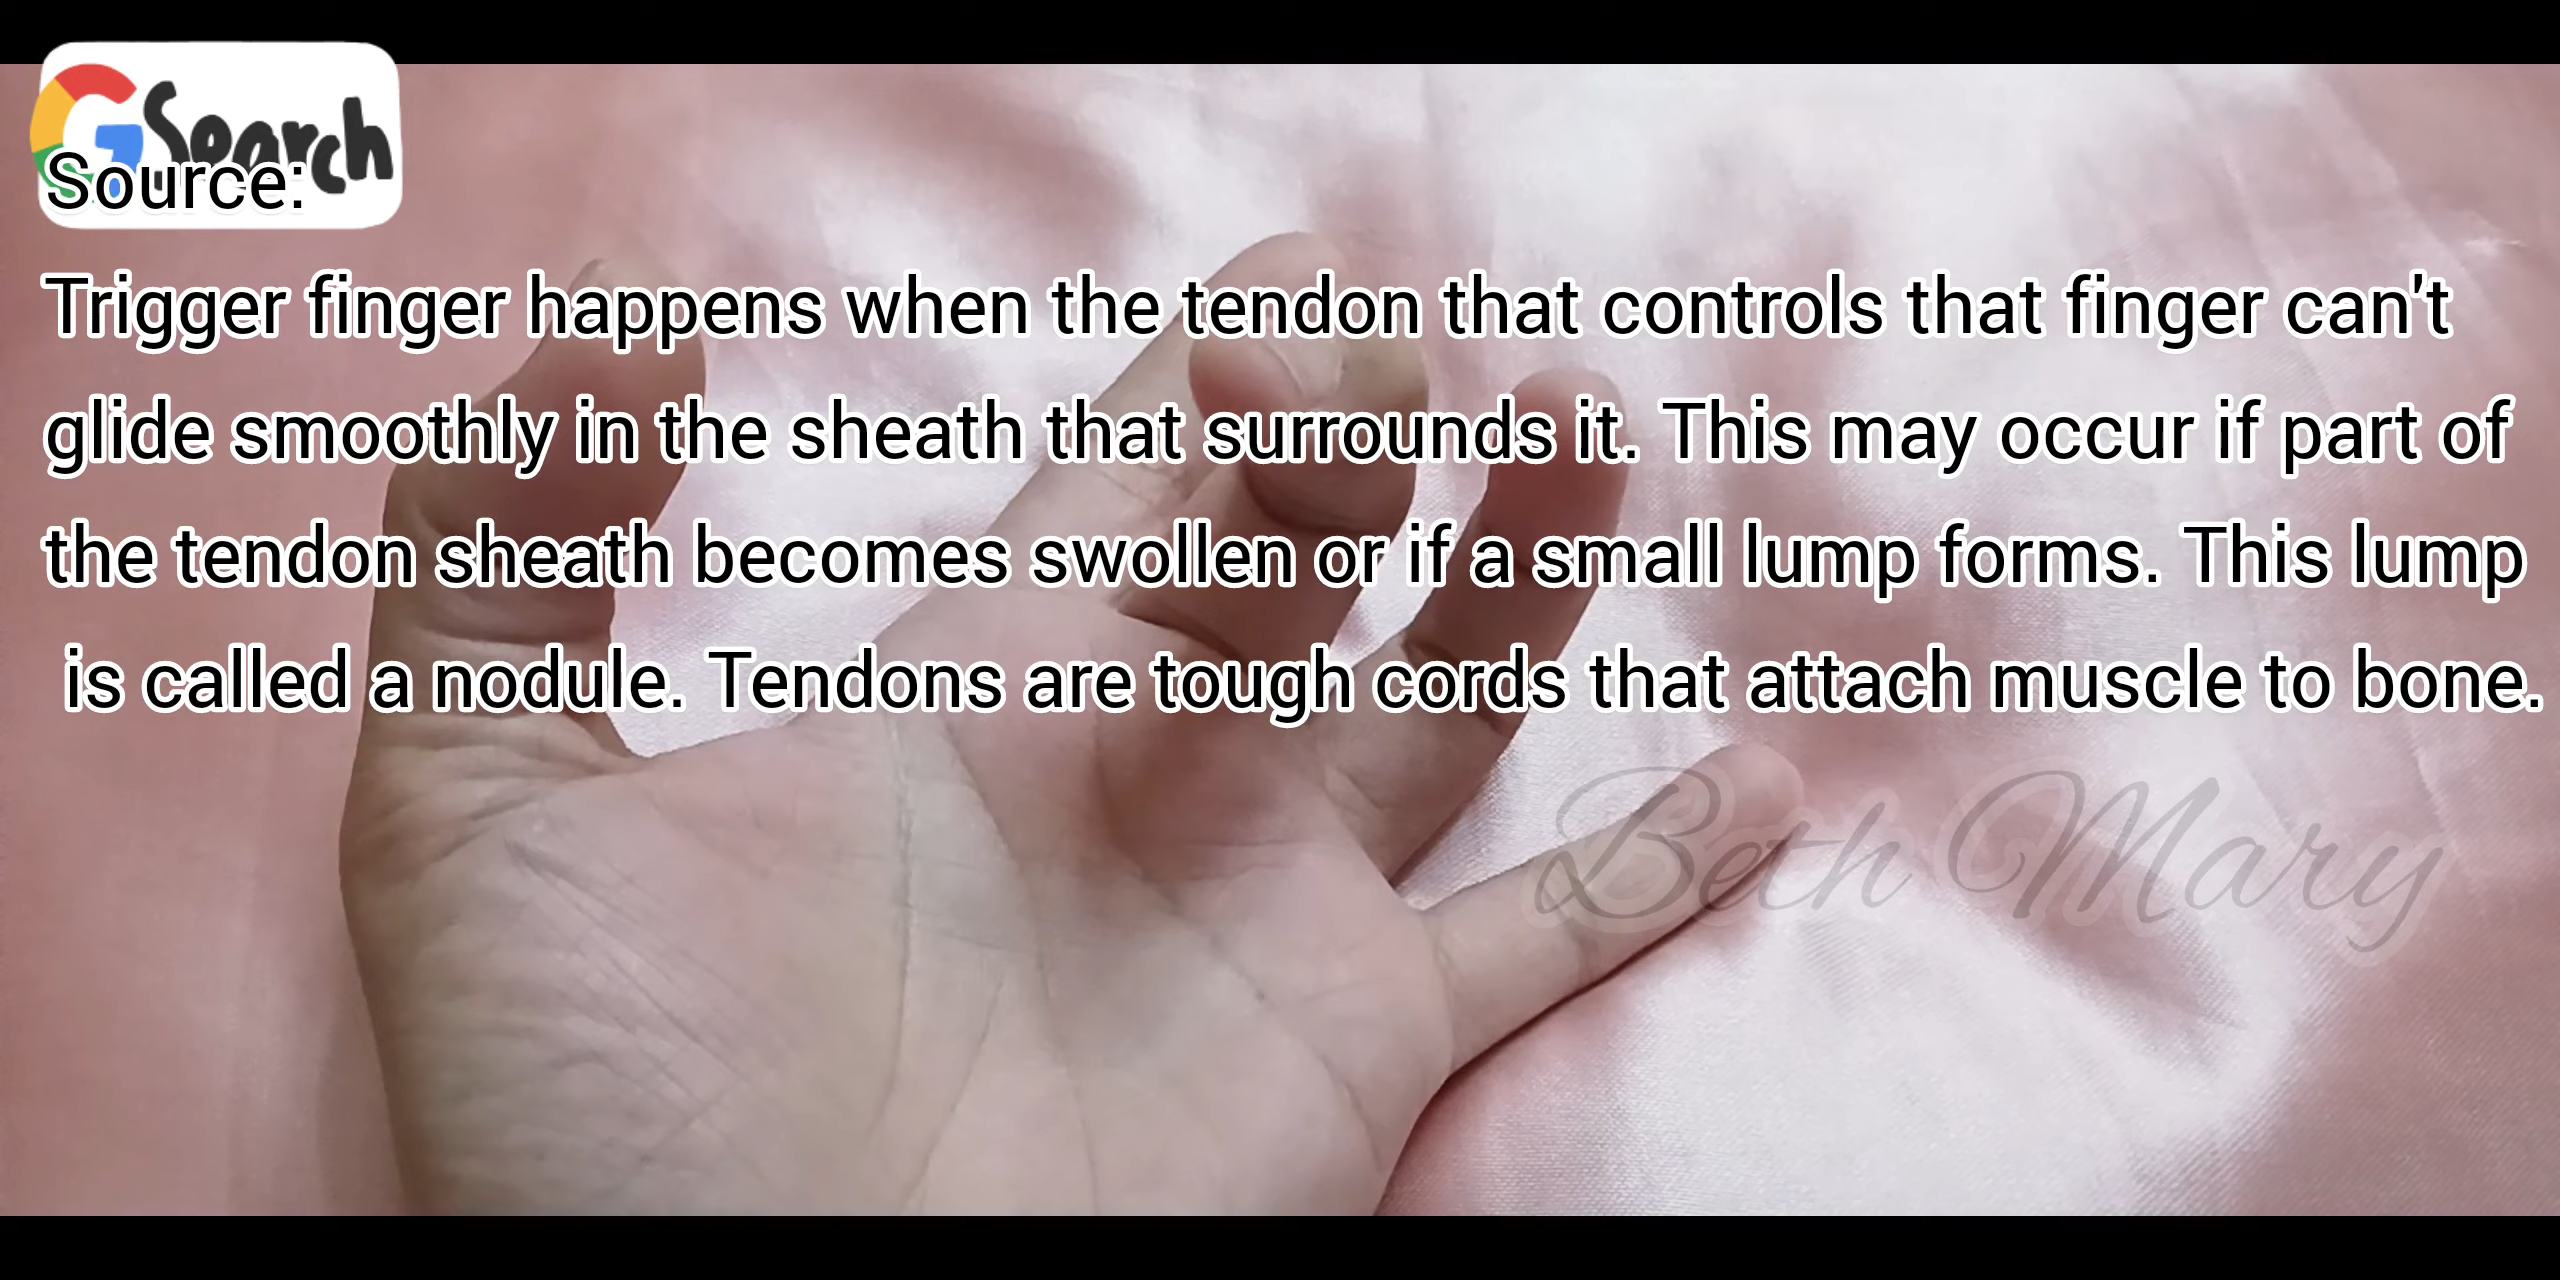 GSearch
Source:
Trigger finger happens when the tendon that controls that finger can't
glide smoothly in the sheath that surrounds it. This may occur if part of
the tendon sheath becomes swollen or if a small lump forms. This lump
is called a nodule. Tendons are tough cords that attach muscle to bone.
Beth Mary